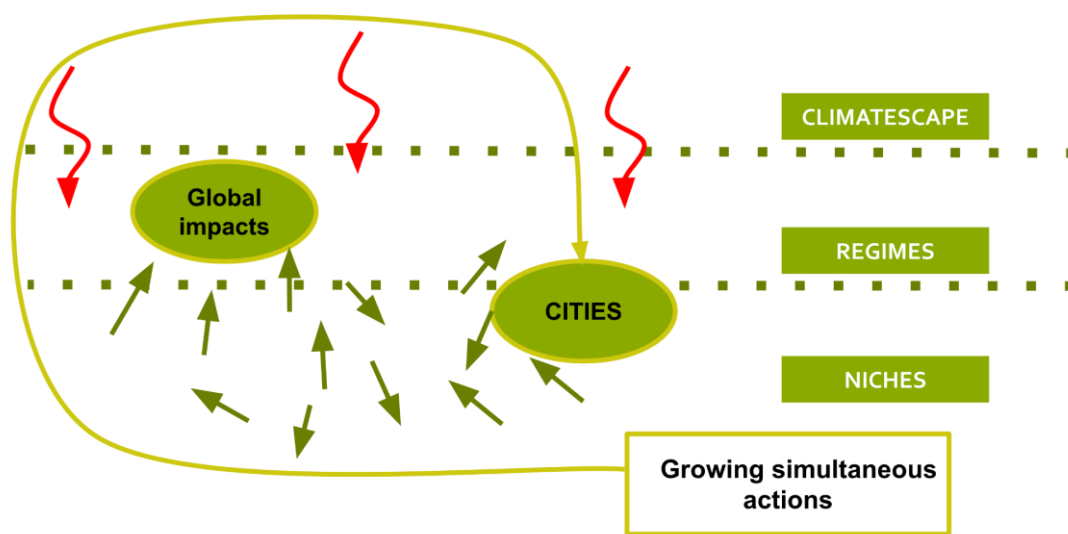 CLIMATESCAPE
Global
impacts
REGIMES
CITIES
NICHES
Growing simultaneous
actions